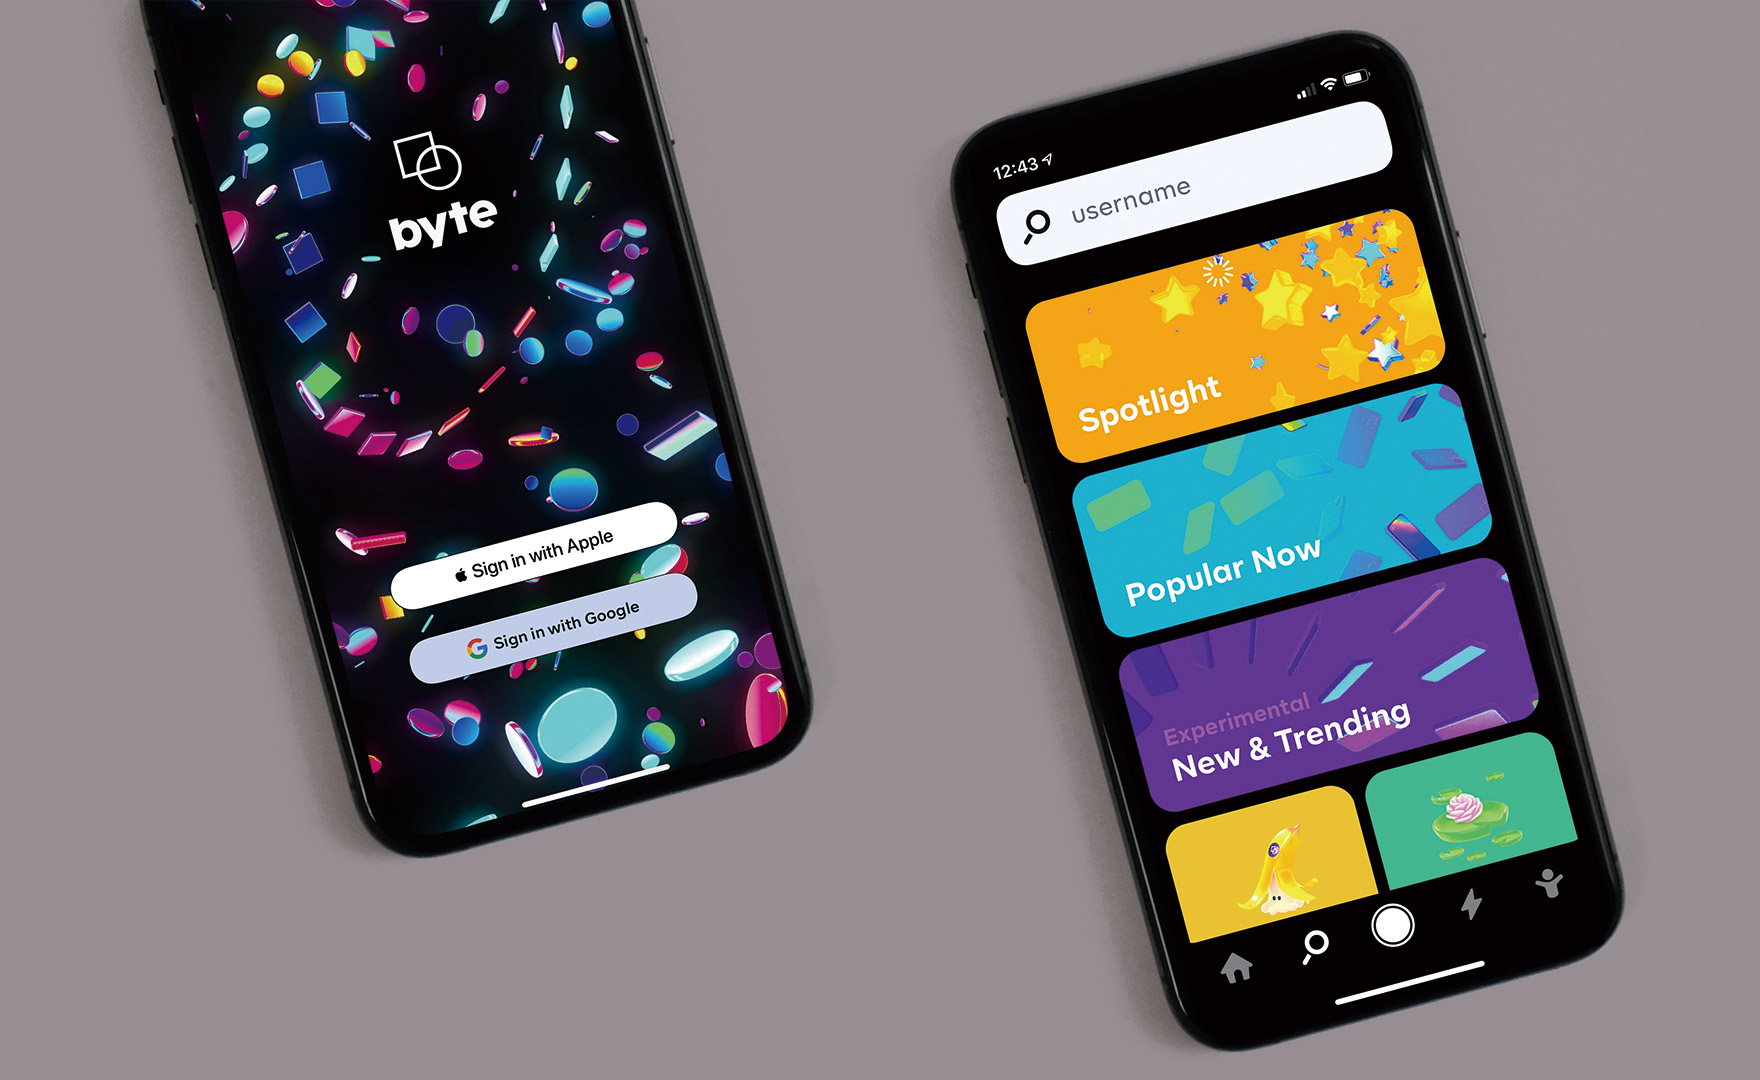 byte
Sign in with Apple
Sign in with Google
12:43
username
Spotlight
Popular Now
Experimental
New & Trending